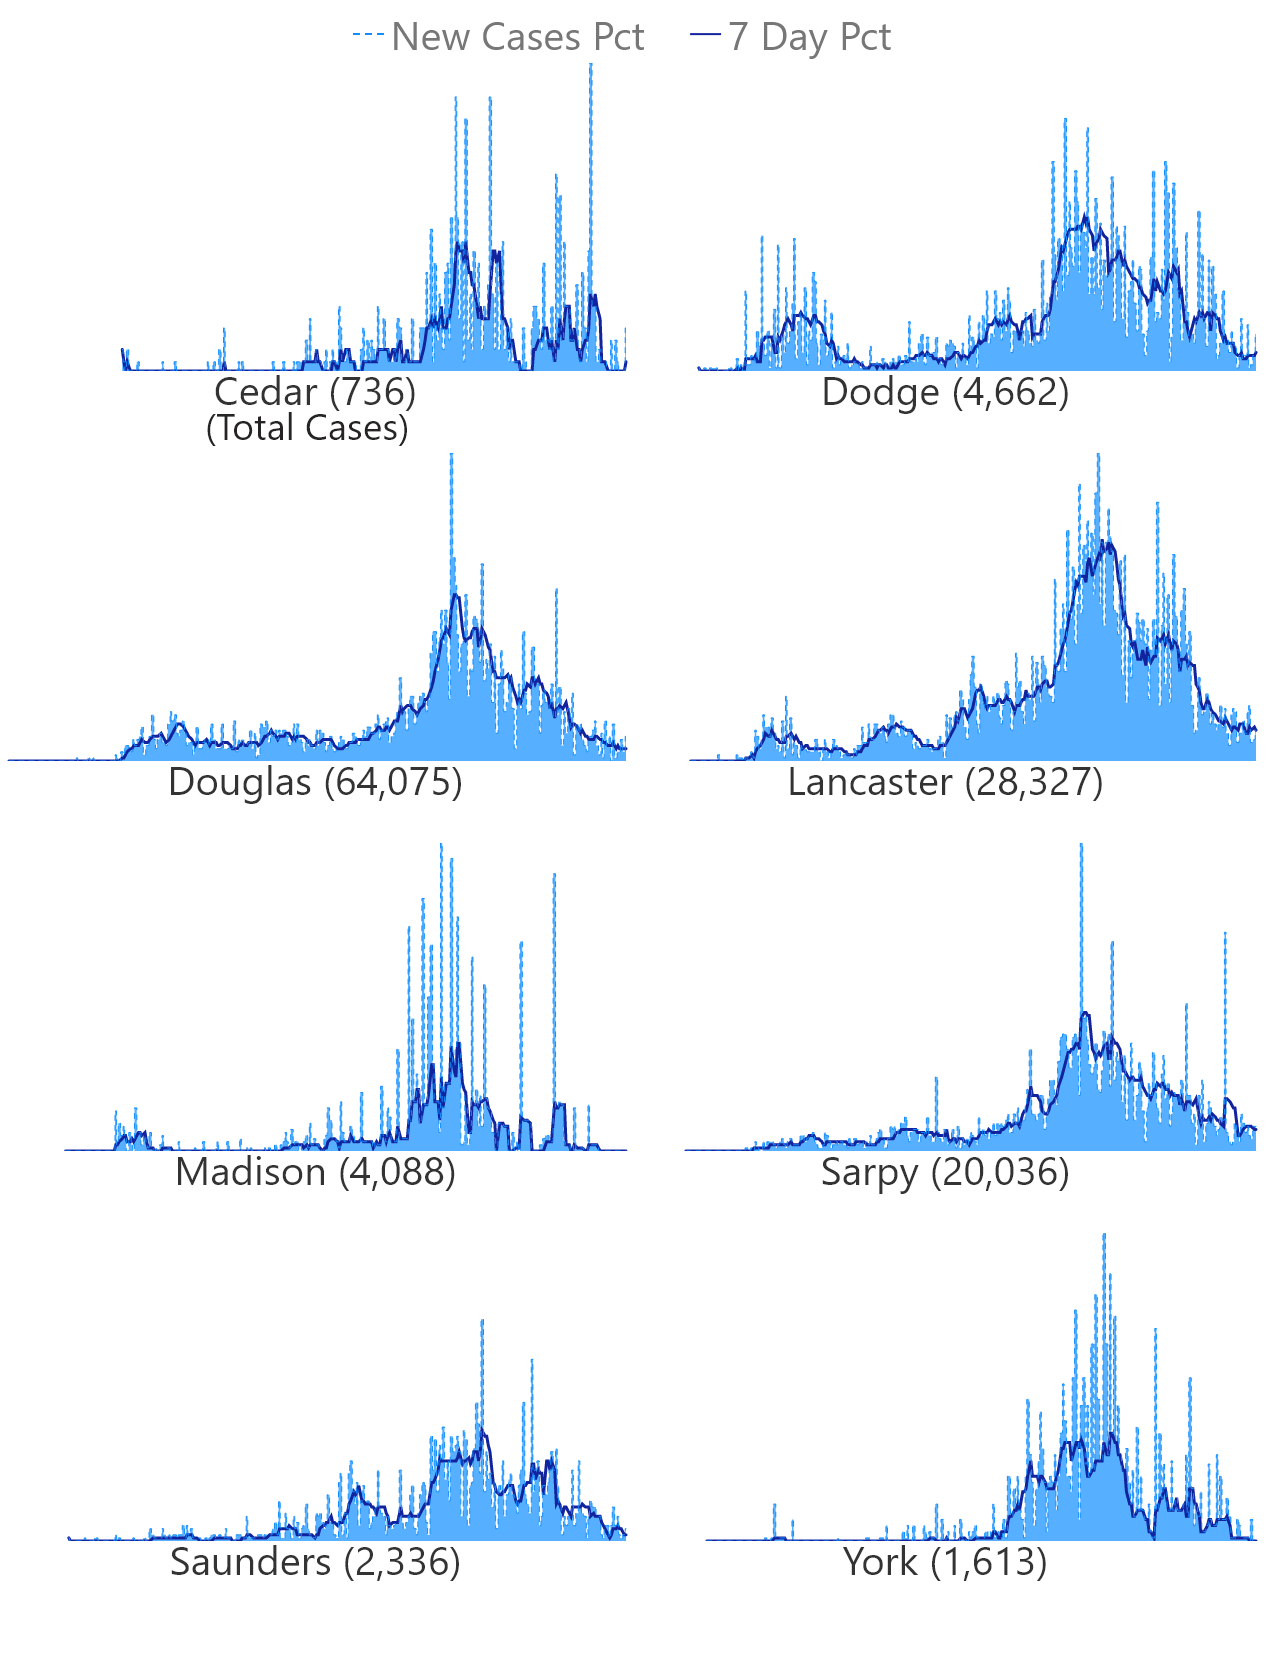 New Cases Pct 7 Day Pct
Cedar (736)
(Total Cases)
Dodge (4,662)
Douglas (64,075)
Lancaster (28,327)
Madison (4,088)
Sarpy (20,036)
Saunders (2,336)
York (1,613)